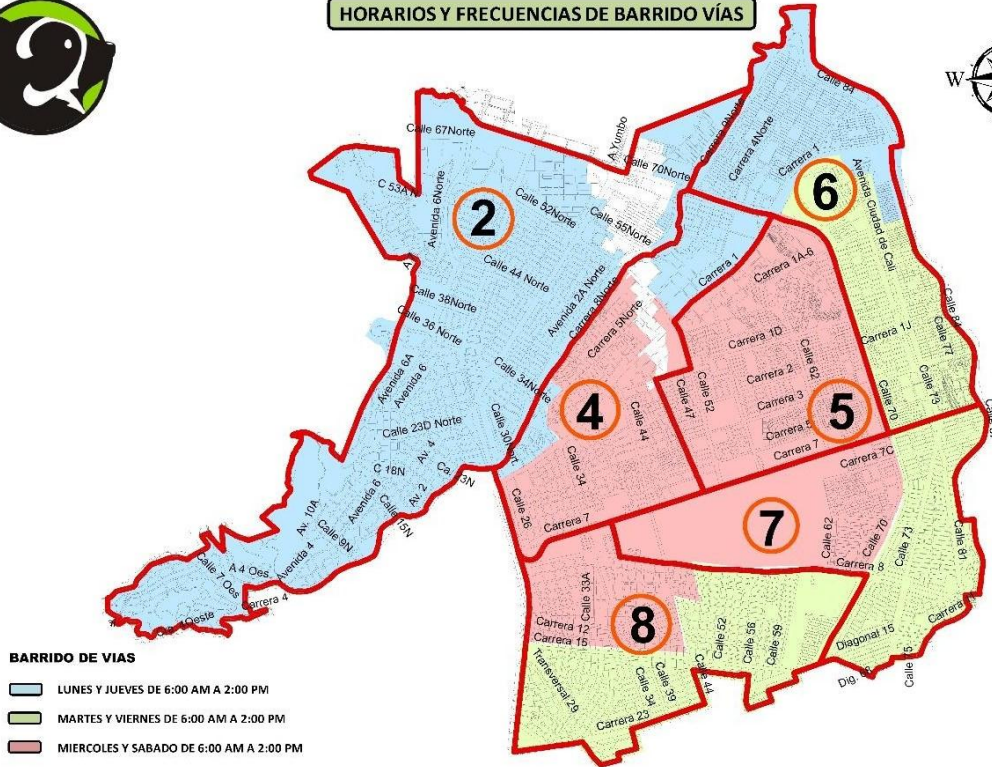 HORARIOS Y FRECUENCIAS DE BARRIDO VÍAS
W
Calle 84
Calle 67Norte
A.Yumbo
Carrera 4Norte
Calle 70Norte
Carrera 1
6
Avenida Ciudad de Cali
C 53A N
Avenida 6Norte
2
Calle 52Norte
Calle 55Norte
Calle 44 Norte
Carrera 1
Carrera 1A-6
Avenida 2A Norte
Carrera 8Norte
Calle 38Norte
Calle 36 Norte
Carrera 5Norte
Carrera 1D
Calle 62
Carrera 1J
Calle 77
Calle 84
Avenida 6A
Avenida 6
Calle 34Norte
4
Carrera 2
Calle 73
Calle 47
Calle 52
Carrera 3
5
Calle 70
Calle 23D Norte
Calle 44
Carrera 7
Carrera 7C
Av. 4
C 18N
Av. 2
Calle 34
Avenida 6
Calle 15N
Calle 26
Carrera 7
7
Calle 62
Calle 70
Av. 10A
Calle 9N
Avenida 4
Calle 73
Calle 81
Carrera 8
A 4 Oes.
Calle 7 Oes
Carrera 4
Calle 33A
8
Carrera 12
Carrera 15
Calle 52
Calle 56
Calle 59
Diagonal 15
Calle 75
Transversal 29
Calle 34
Calle 39
Calle 44
Carrera 23
BARRIDO DE VIAS
LUNES Y JUEVES DE 6:00 AM A 2:00 PM
MARTES Y VIERNES DE 6:00 AM A 2:00 PM
MIERCOLES Y SABADO DE 6:00 AM A 2:00 PM